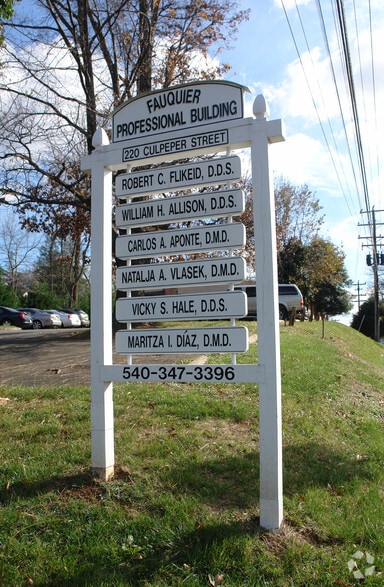 FAUQUIER
PROFESSIONAL BUILDING
220 CULPEPER STREET
ROBERT C. FLIKEID, D.D.S.
WILLIAM H. ALLISON, D.D.S.
CARLOS A. APONTE, D.M.D.
NATALJA A. VLASEK, D.M.D.
VICKY S. HALE, D.D.S.
MARITZA I. DÍAZ, D.M.D.
540-347-3396